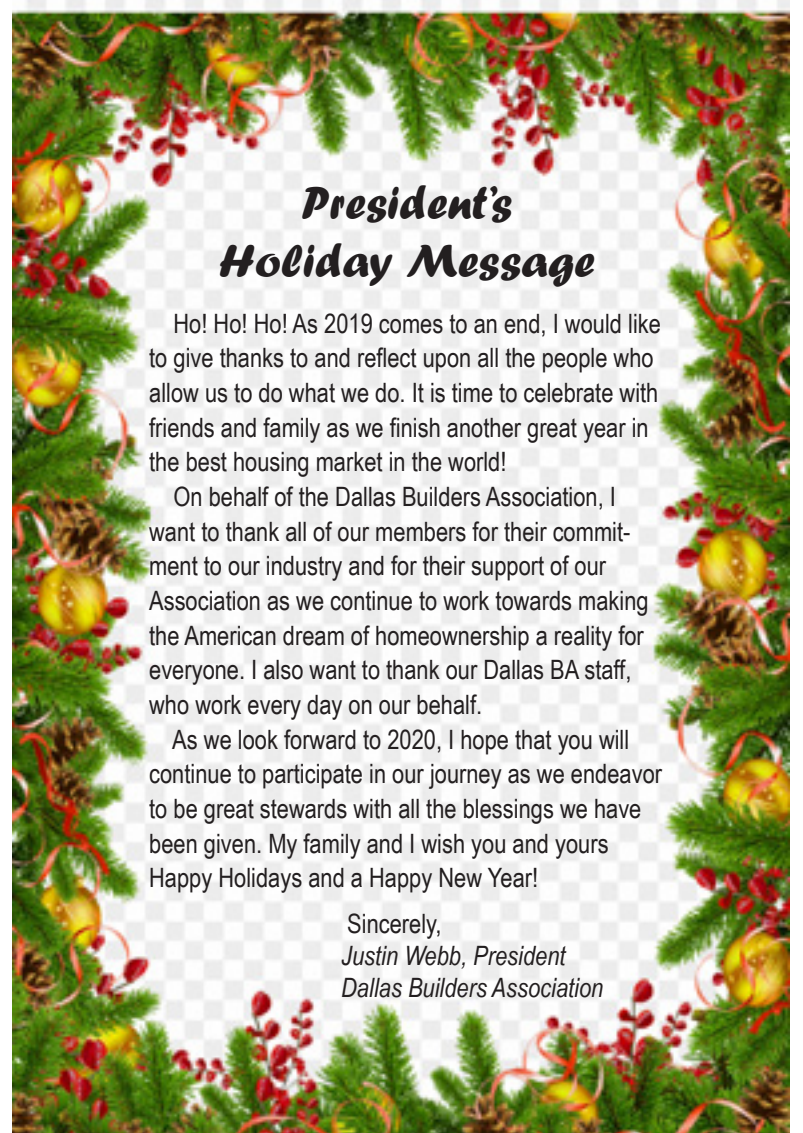 President's
Holiday Message
Ho! Ho! Ho! As 2019 comes to an end, I would like
to give thanks to and reflect upon all the people who
allow us to do what we do. It is time to celebrate with
friends and family as we finish another great year in
the best housing market in the world!
On behalf of the Dallas Builders Association, I
want to thank all of our members for their commit-
ment to our industry and for their support of our
Association as we continue to work towards making
the American dream of homeownership a reality for
everyone. I also want to thank our Dallas BA staff,
who work every day on our behalf.
As we look forward to 2020, I hope that you will
continue to participate in our journey as we endeavor
to be great stewards with all the blessings we have
been given. My family and I wish you and yours
Happy Holidays and a Happy New Year!
Sincerely,
Justin Webb, President
Dallas Builders Association